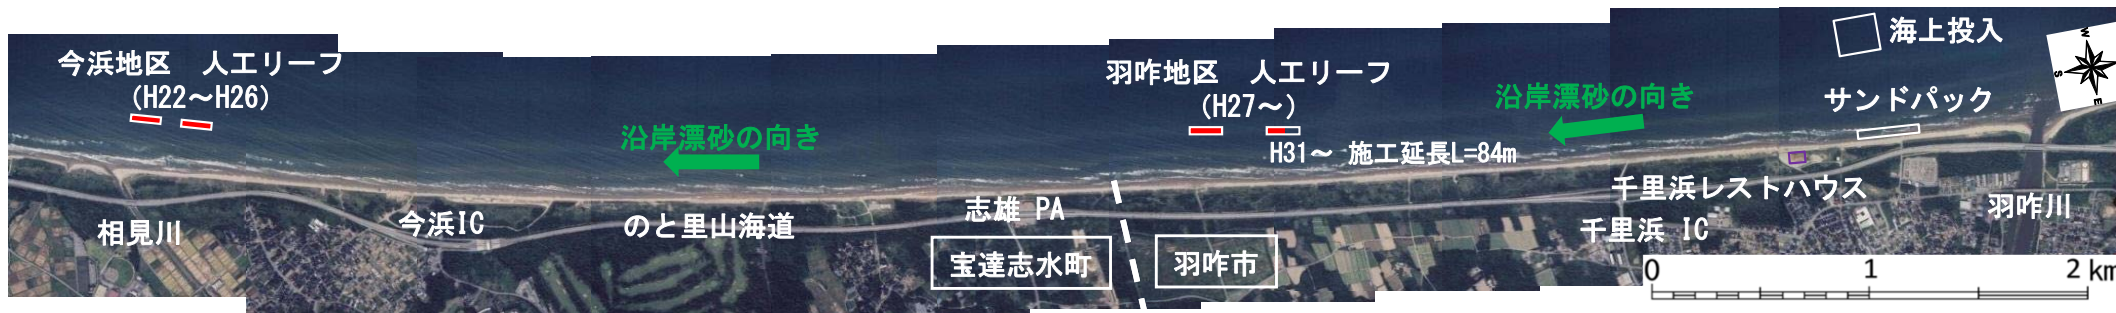 今浜地区　人工リーフ
(H22～H26)
沿岸漂砂の向き
羽咋地区　人工リーフ
(H27～)
H31～ 施工延長L=84m
沿岸漂砂の向き
海上投入
サンドパック
N
W
S
E
千里浜レストハウス
千里浜 IC
羽咋川
相見川
今浜IC
のと里山海道
志雄 PA
宝達志水町
羽咋市
0 1 2 km